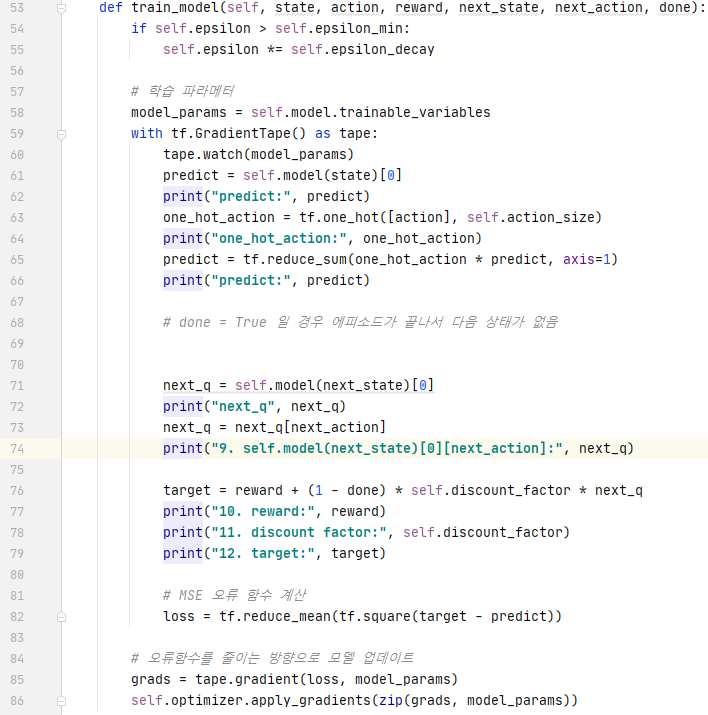 53 def train_model(self, state, action, reward, next_state, next_action, done):
54 if self.epsilon > self.epsilon_min:
55 self.epsilon *= self.epsilon_decay
56
57 # 학습 파라메터
58 model_params = self.model.trainable_variables
59 with tf.GradientTape() as tape:
60 tape.watch(model_params)
61 predict = self.model(state)[0]
62 print("predict:", predict)
63 one_hot_action = tf.one_hot([action], self.action_size)
64 print("one_hot_action:", one_hot_action)
65 predict = tf.reduce_sum(one_hot_action * predict, axis=1)
66 print("predict:", predict)
67
68 # done = True 일 경우 에피소드가 끝나서 다음 상태가 없음
69
70
71 next_q = self.model(next_state)[0]
72 print("next_q", next_q)
73 next_q = next_q[next_action]
74 print("9. self.model(next_state)[0][next_action]:", next_q)
75
76 target = reward + (1 - done) * self.discount_factor * next_q
77 print("10. reward:", reward)
78 print("11. discount factor:", self.discount_factor)
79 print("12. target:", target)
80
81 # MSE 오류 함수 계산
82 loss = tf.reduce_mean(tf.square(target - predict))
83
84 # 오류함수를 줄이는 방향으로 모델 업데이트
85 grads = tape.gradient(loss, model_params)
86 self.optimizer.apply_gradients(zip(grads, model_params))